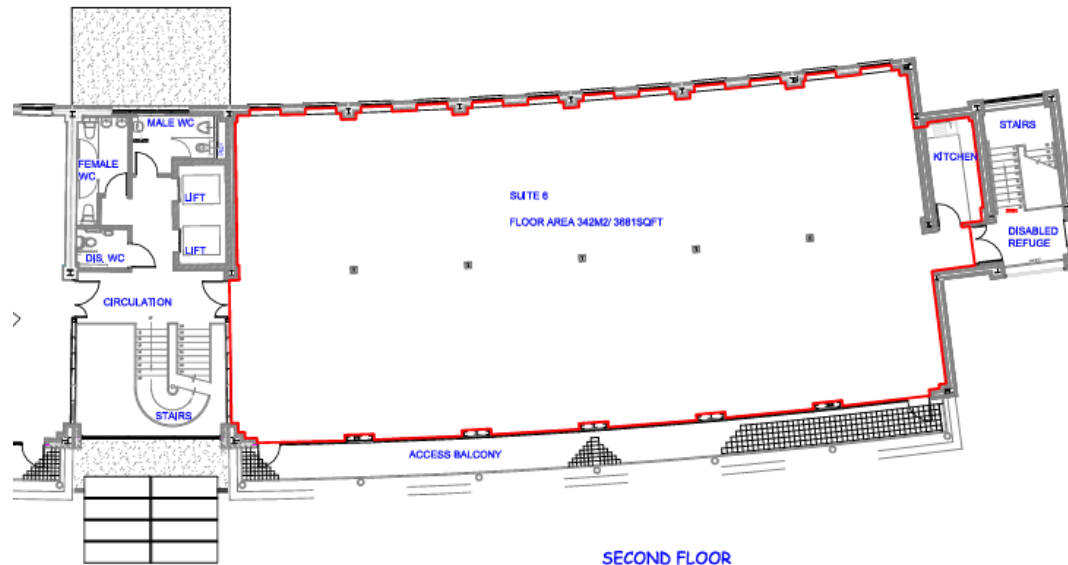 MALE WC
FEMALE
WC
LIFT
LIFT
DIS. WC
CIRCULATION
STAIRS
SUITE 6
FLOOR AREA 342M2/ 3681SQFT
KITCHEN
STAIRS
DISABLED
REFUGE
ACCESS BALCONY
SECOND FLOOR